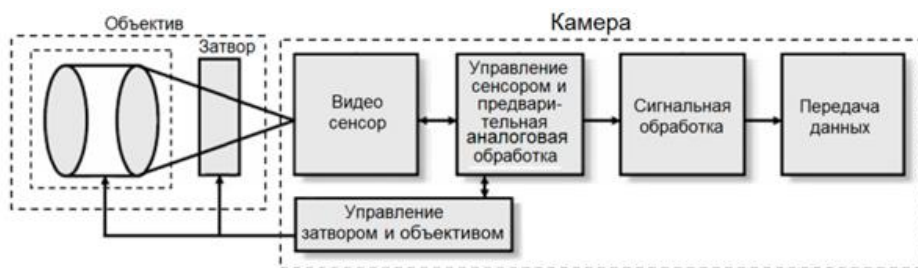 Объектив
Камера
Затвор
Видео
сенсор
Управление
сенсором и
предвари-
тельная
аналоговая
обработка
Сигнальная
обработка
Передача
данных
Управление
затвором и объективом